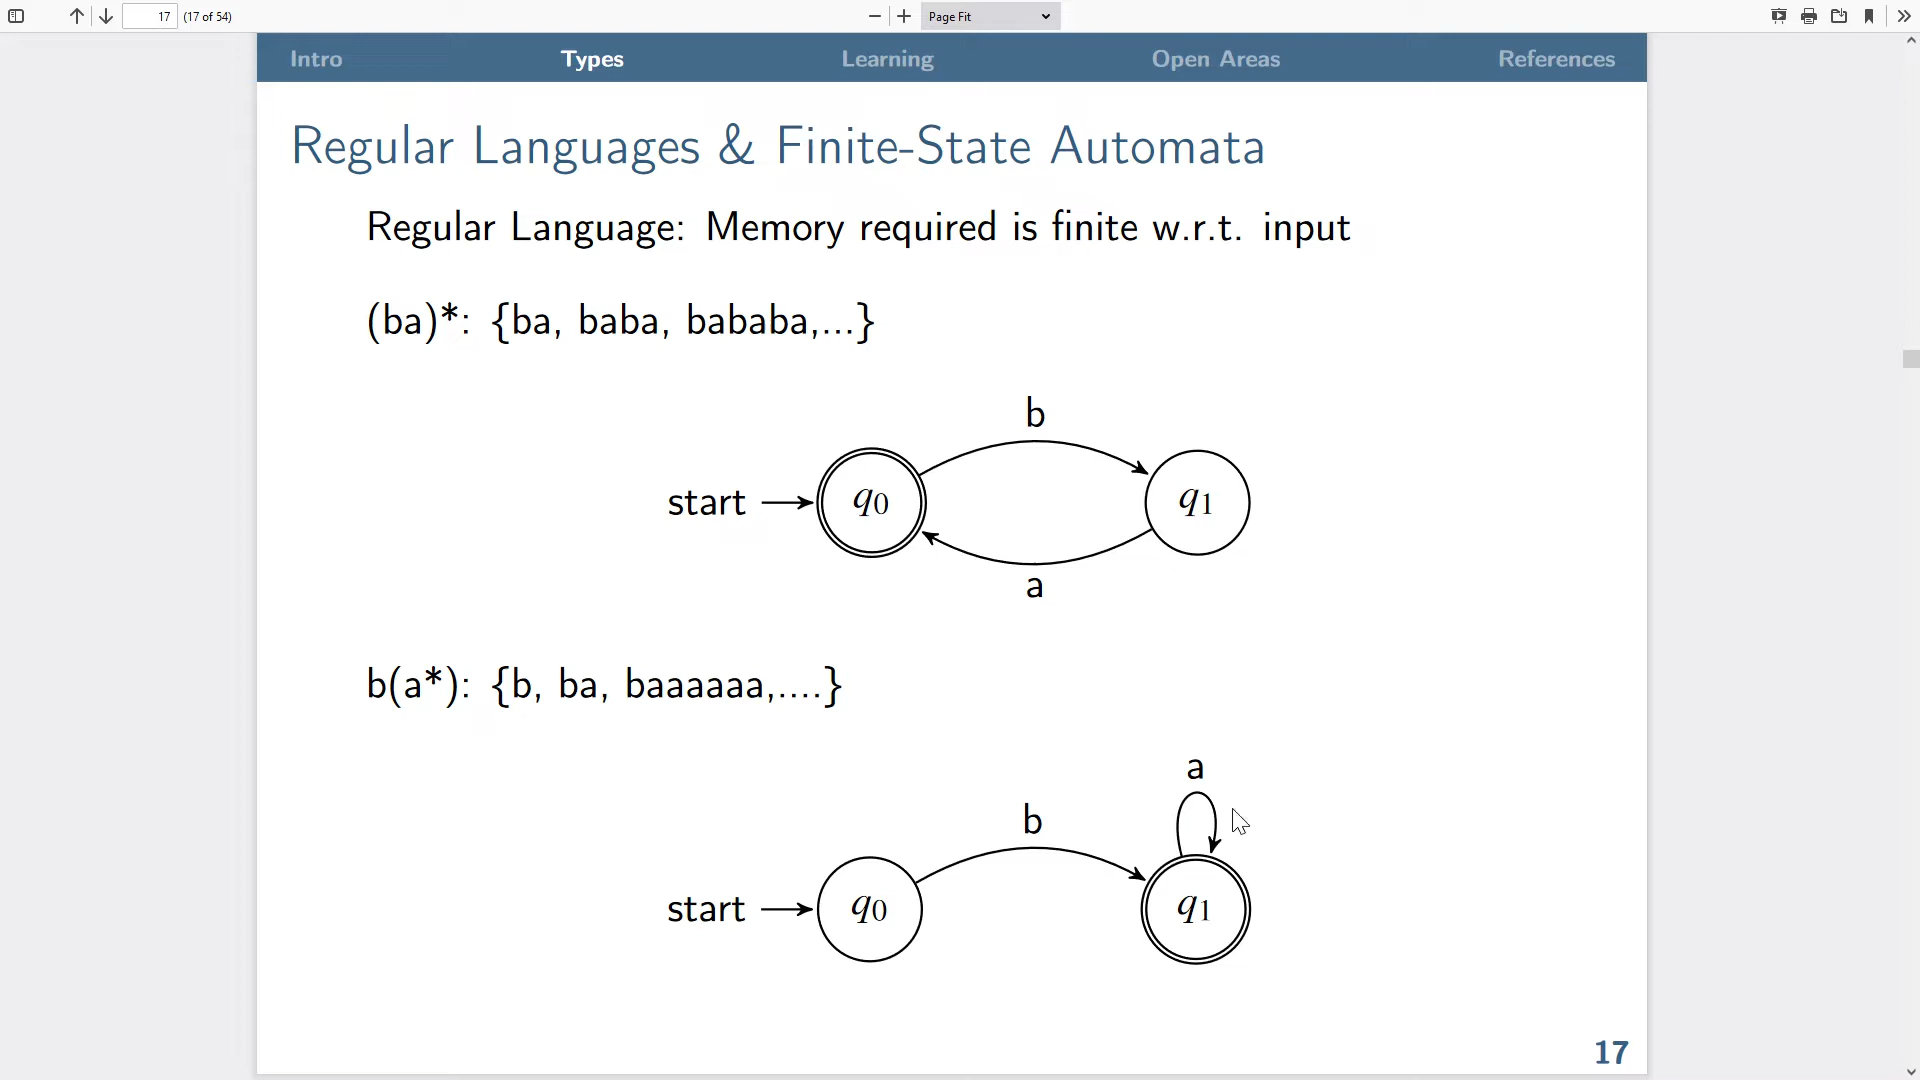 17 (17 of 54) Page Fit
Intro Types Learning Open Areas References
Regular Languages & Finite-State Automata
Regular Language: Memory required is finite w.r.t. input
(ba)*: {ba, baba, bababa,...}
b
start q0 q1
a
b(a*): {b, ba, baaaaaa,....}
a
b
start q0 q1
17